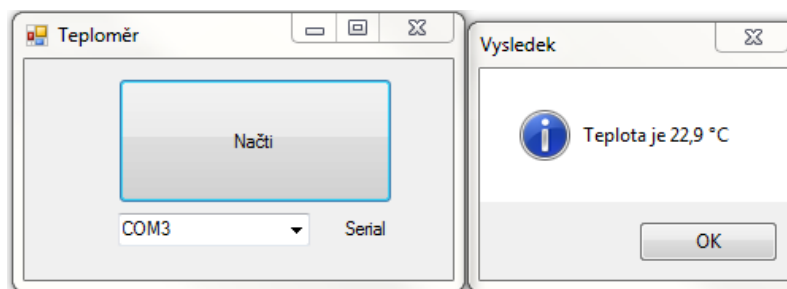 Teploměr
Načti
COM3
Serial
Vysledek
Teplota je 22,9 °C
OK